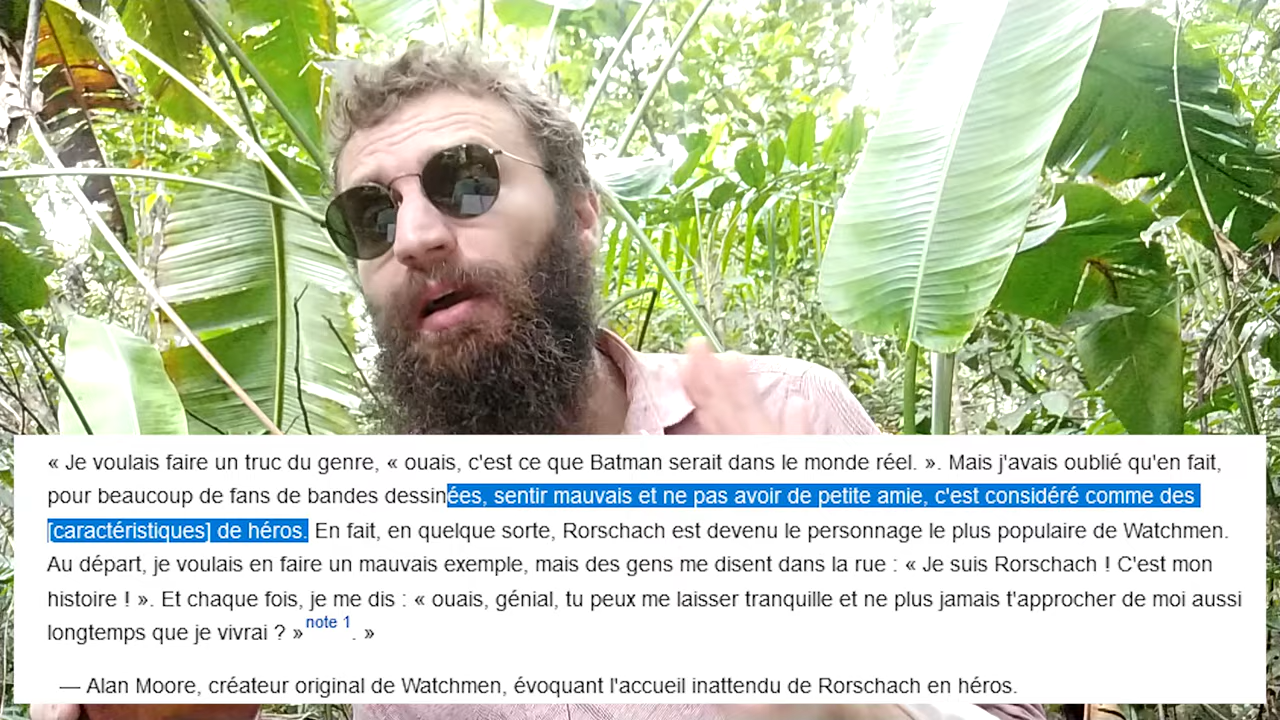 « Je voulais faire un truc du genre, « ouais, c'est ce que Batman serait dans le monde réel. ». Mais j'avais oublié qu'en fait,
pour beaucoup de fans de bandes dessinées, sentir mauvais et ne pas avoir de petite amie, c'est considéré comme des
[caractéristiques] de héros. En fait, en quelque sorte, Rorschach est devenu le personnage le plus populaire de Watchmen.
Au départ, je voulais en faire un mauvais exemple, mais des gens me disent dans la rue : « Je suis Rorschach ! C'est mon
histoire ! ». Et chaque fois, je me dis : « ouais, génial, tu peux me laisser tranquille et ne plus jamais t'approcher de moi aussi
longtemps que je vivrai ? » note 1. »
— Alan Moore, créateur original de Watchmen, évoquant l'accueil inattendu de Rorschach en héros.